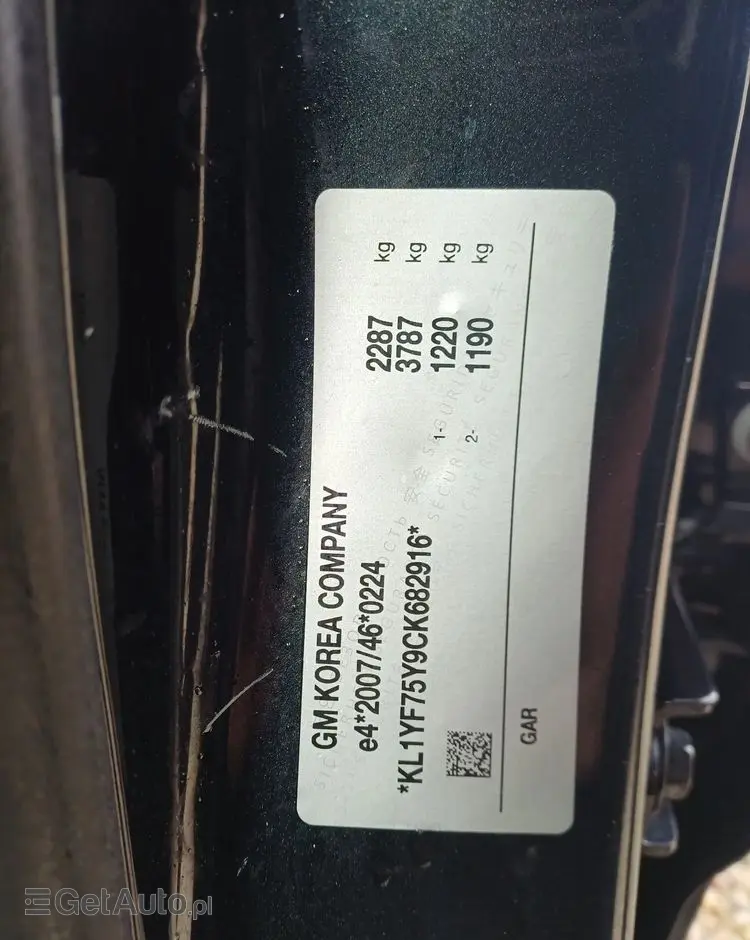 GM KOREA COMPANY
e4*2007/46*0224
*KL1YF75Y9CK682916*
2287 kg
3787 kg
1- 1220 kg
2- 1190 kg
GAR
GetAuto.pl